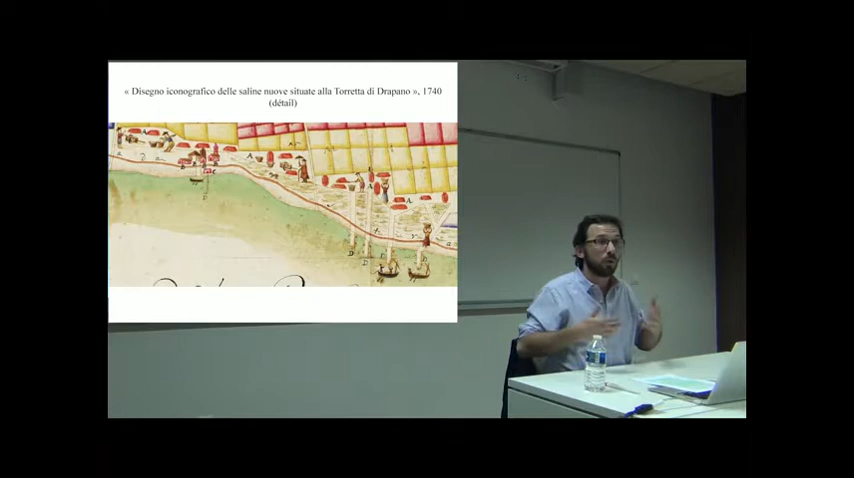 « Disegno iconografico delle saline nuove situate alla Torretta di Drapano », 1740
(détail)